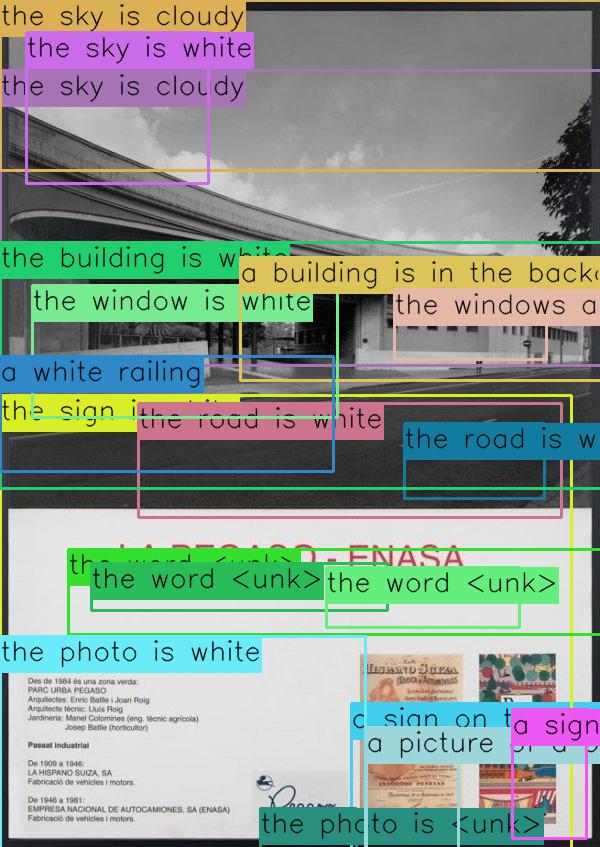 the sky is cloudy
the sky is white
the sky is cloudy
the building is white
a building is in the
the window is white
the windows
a white railing
the sign
the road is white
the road is
LA PEGASO - ENASA
the word <unk>
the word <unk>
the word <unk>
the photo is white
Des de 1984 és una zona verda:
PARC URBA PEGASO
Arquitectes: Enric Batlle i Joan Roig
Arquitecte tècnic: Lluís Roig
Jardineria: Manel Colomines (eng. tècnic agrícola)
Josep Batlle (horticultor)
Passat industrial
De 1909 a 1946:
LA HISPANO SUIZA, SA
Fabricació de vehicles i motors.
De 1946 a 1981:
EMPRESA NACIONAL DE AUTOCAMIONES, SA (ENASA)
Fabricació de vehicles i motors.
HISPANO SUIZA
FABRICA DE AUTOMOVILES
a sign on
a sign
a picture
PESETAS
the photo is <unk>